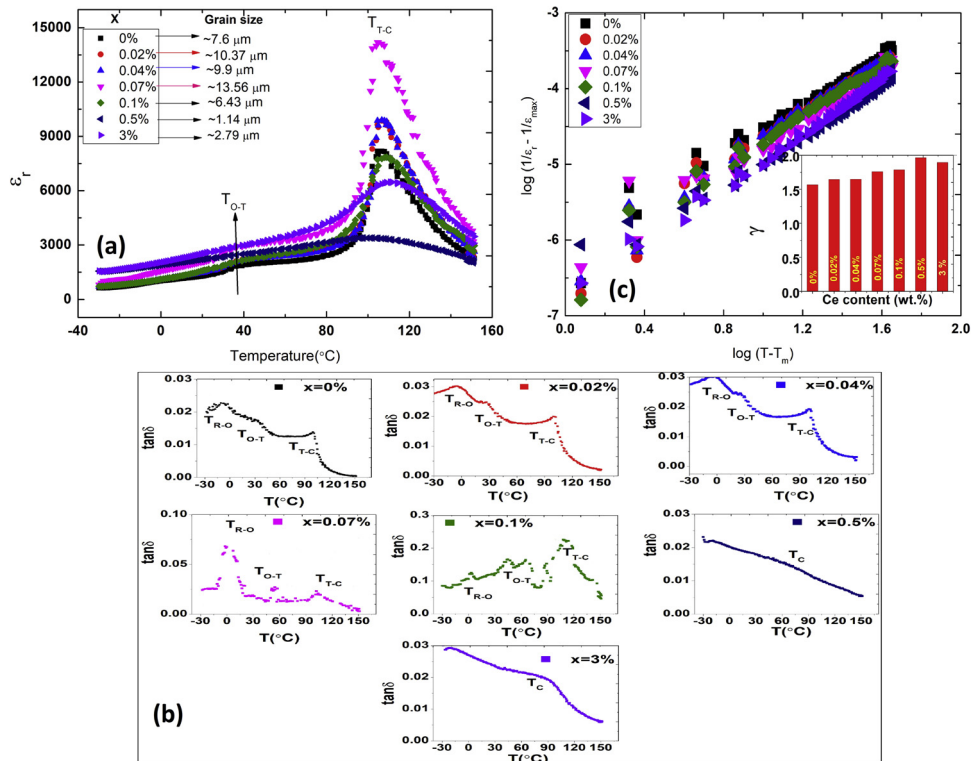 X Grain size
0% ~7.6 μm
0.02% ~10.37 μm
0.04% ~9.9 μm
0.07% ~13.56 μm
0.1% ~6.43 μm
0.5% ~1.14 μm
3% ~2.79 μm
T_T-C
T_O-T
(a)
ε_r
15000
12000
9000
6000
3000
0
-40 0 40 80 120 160
Temperature(°C)
0%
0.02%
0.04%
0.07%
0.1%
0.5%
3%
log (1/ε_r - 1/ε_max)
-3
-4
-5
-6
-7
(c)
2.0
1.5
1.0
0.5
0.0
γ
0% 0.02% 0.04% 0.07% 0.1% 0.5% 3 %
Ce content (wt.%)
0.0 0.4 0.8 1.2 1.6 2.0
log (T-T_m)
x=0%
tanδ
0.03
0.02
0.01
0.00
T_R-O
T_O-T
T_T-C
-30 0 30 60 90 120 150
T(°C)
x=0.02%
tanδ
0.03
0.02
0.01
0.00
T_R-O
T_O-T
T_T-C
-30 0 30 60 90 120 150
T(°C)
x=0.04%
tanδ
0.03
0.02
0.01
0.00
T_R-O
T_O-T
T_T-C
-30 0 30 60 90 120 150
T(°C)
x=0.07%
tanδ
0.10
0.05
0.00
T_R-O
T_O-T
T_T-C
-30 0 30 60 90 120 150
T(°C)
x=0.1%
tanδ
0.3
0.2
0.1
0.0
T_R-O
T_O-T
T_T-C
-30 0 30 60 90 120 150
T(°C)
x=0.5%
tanδ
0.03
0.02
0.01
0.00
T_C
-30 0 30 60 90 120 150
T(°C)
x=3%
tanδ
0.03
0.02
0.01
0.00
T_C
-30 0 30 60 90 120 150
T(°C)
(b)